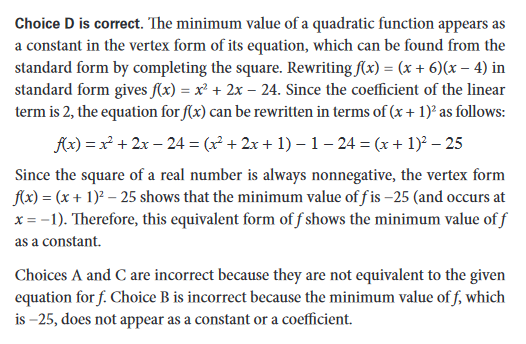 Choice D is correct. The minimum value of a quadratic function appears as
a constant in the vertex form of its equation, which can be found from the
standard form by completing the square. Rewriting f(x) = (x + 6)(x – 4) in
standard form gives f(x) = x² + 2x – 24. Since the coefficient of the linear
term is 2, the equation for f(x) can be rewritten in terms of (x + 1)² as follows:
f(x) = x² + 2x – 24 = (x² + 2x + 1) – 1 – 24 = (x + 1)² – 25
Since the square of a real number is always nonnegative, the vertex form
f(x) = (x + 1)² – 25 shows that the minimum value of f is –25 (and occurs at
x = –1). Therefore, this equivalent form of f shows the minimum value of f
as a constant.
Choices A and C are incorrect because they are not equivalent to the given
equation for f. Choice B is incorrect because the minimum value of f, which
is –25, does not appear as a constant or a coefficient.